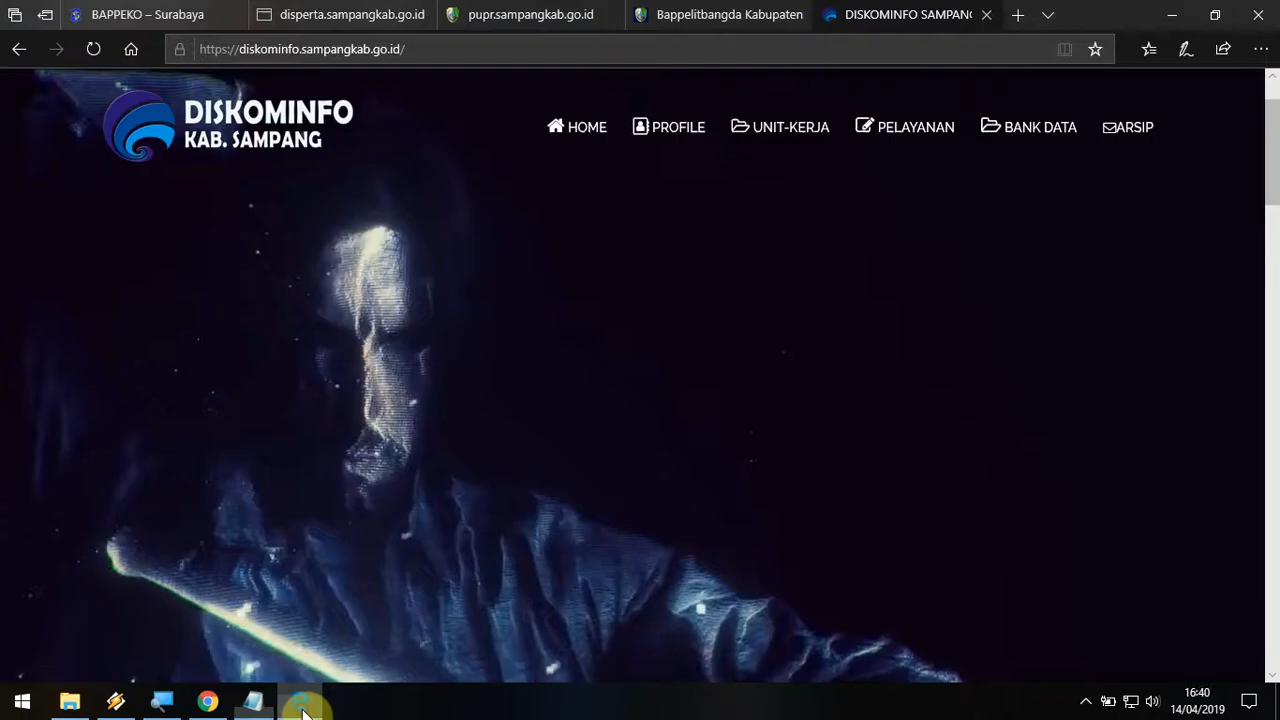 BAPPEKO – Surabaya
disperta.sampangkab.go.id
pupr.sampangkab.go.id
Bappelitbangda Kabupaten
DISKOMINFO SAMPANG
https://diskominfo.sampangkab.go.id/
DISKOMINFO
KAB. SAMPANG
HOME
PROFILE
UNIT-KERJA
PELAYANAN
BANK DATA
ARSIP
16:40
14/04/2019